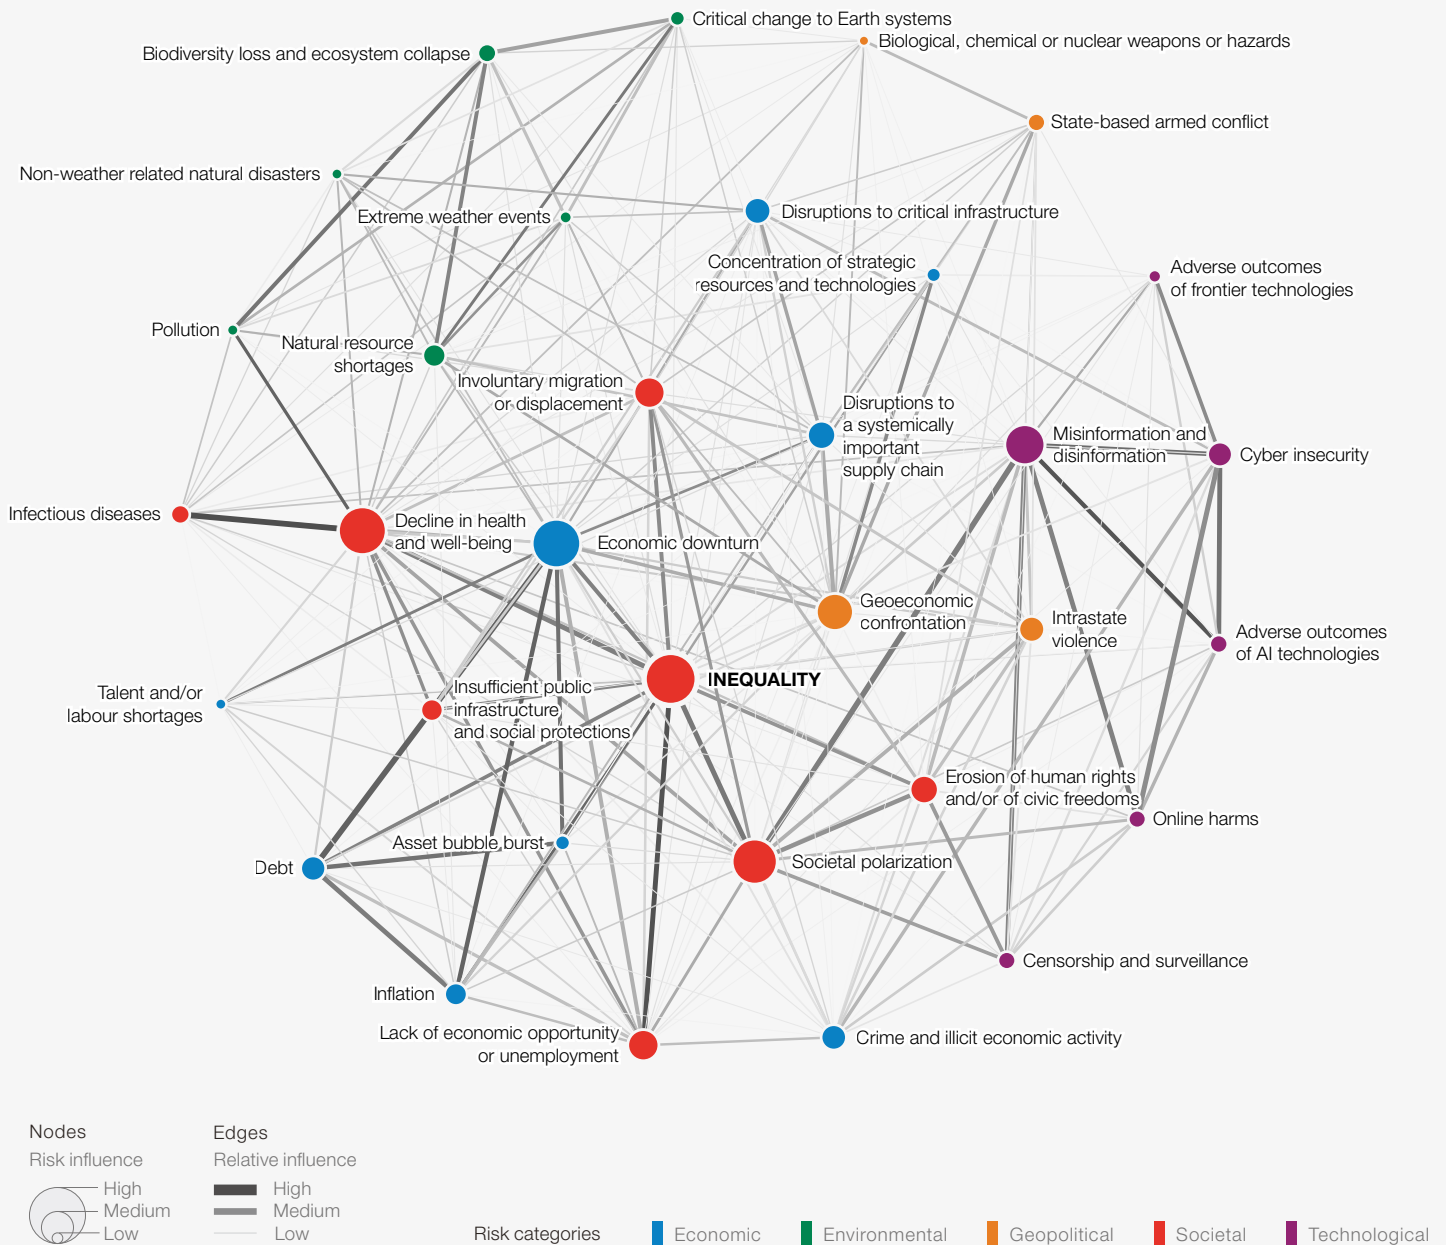 Critical change to Earth systems
Biological, chemical or nuclear weapons or hazards
Biodiversity loss and ecosystem collapse
State-based armed conflict
Non-weather related natural disasters
Extreme weather events
Disruptions to critical infrastructure
Concentration of strategic
resources and technologies
Adverse outcomes
of frontier technologies
Pollution
Natural resource
shortages
Involuntary migration
or displacement
Disruptions to
a systemically
important
supply chain
Misinformation and
disinformation
Cyber insecurity
Infectious diseases
Decline in health
and well-being
Economic downturn
Geoeconomic
confrontation
Intrastate
violence
Adverse outcomes
of AI technologies
INEQUALITY
Talent and/or
labour shortages
Insufficient public
infrastructure
and social protections
Erosion of human rights
and/or of civic freedoms
Online harms
Asset bubble burst
Debt
Societal polarization
Censorship and surveillance
Inflation
Lack of economic opportunity
or unemployment
Crime and illicit economic activity
Nodes
Risk influence
High
Medium
Low
Edges
Relative influence
High
Medium
Low
Risk categories
Economic
Environmental
Geopolitical
Societal
Technological